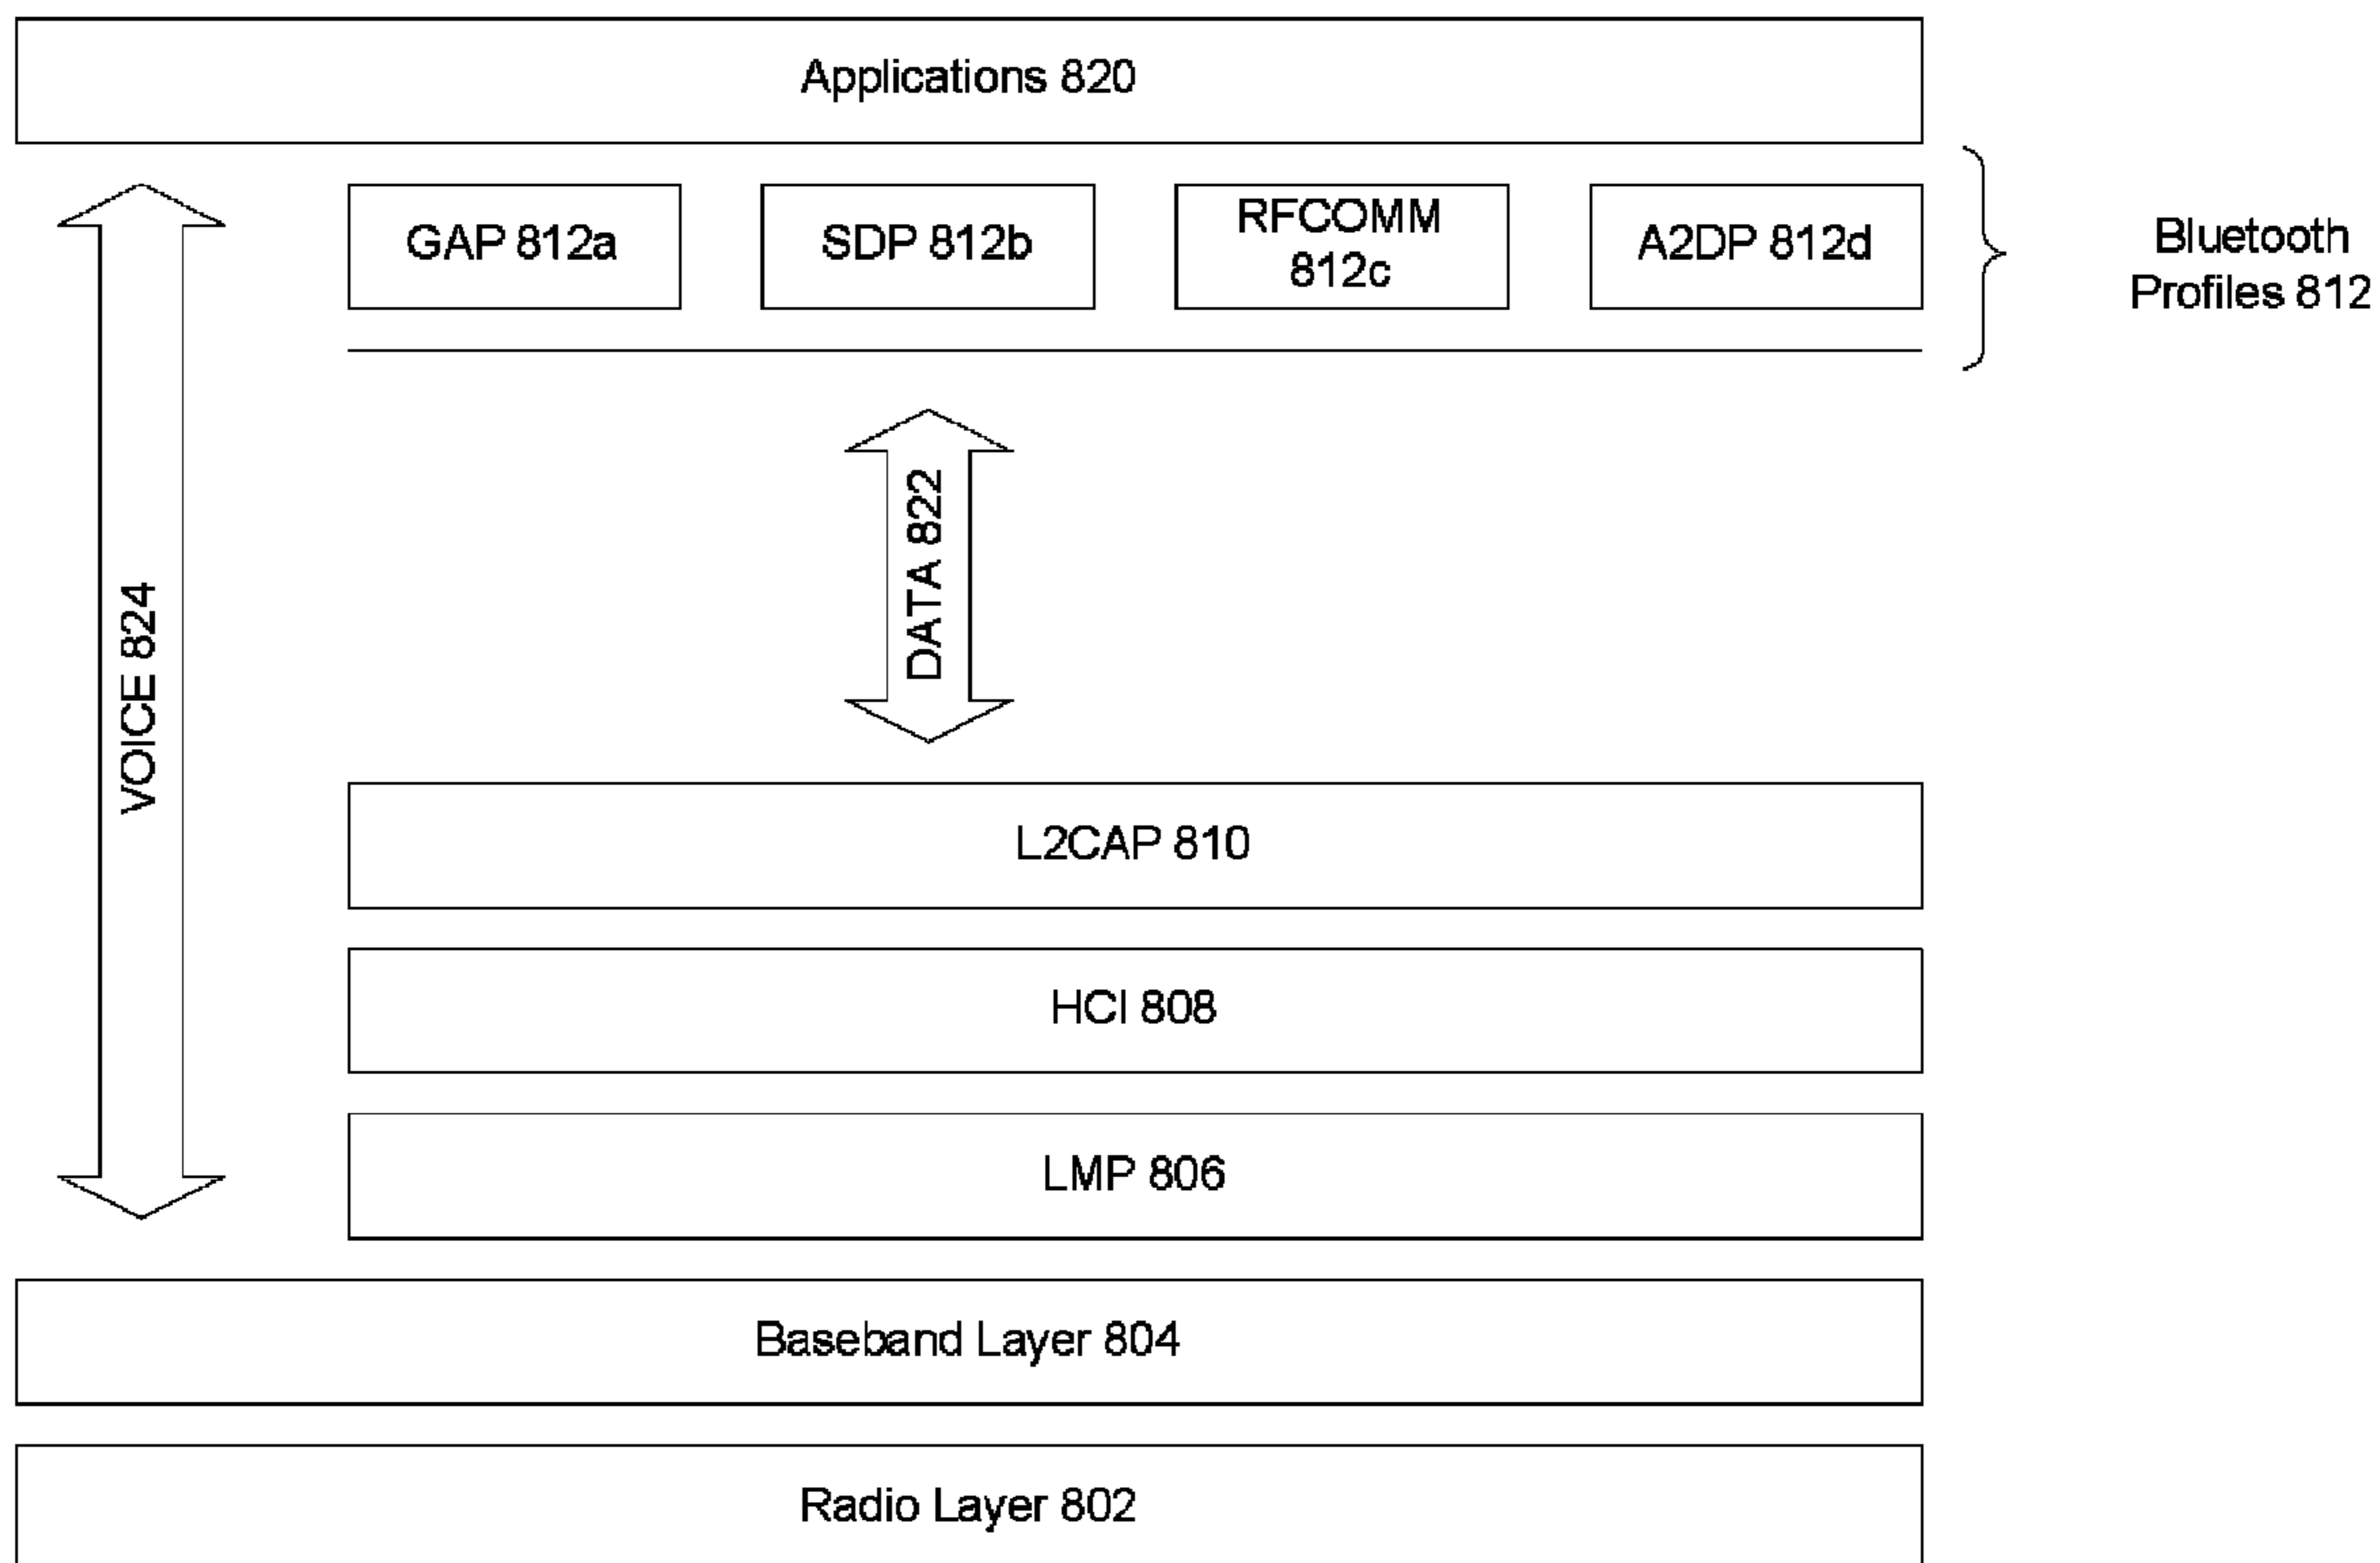 Applications 820
GAP 812a
SDP 812b
RFCOMM
812c
A2DP 812d
Bluetooth
Profiles 812
VOICE 824
DATA 822
L2CAP 810
HCI 808
LMP 806
Baseband Layer 804
Radio Layer 802